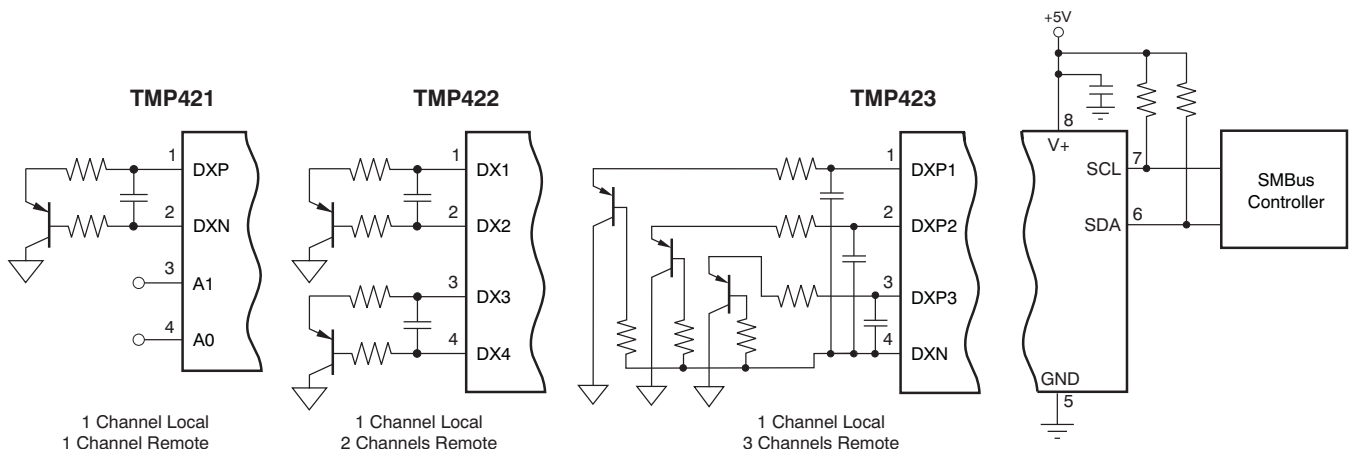 TMP421
1
DXP
2
DXN
3
A1
4
A0
1 Channel Local
1 Channel Remote
TMP422
1
DX1
2
DX2
3
DX3
4
DX4
1 Channel Local
2 Channels Remote
TMP423
1
DXP1
2
DXP2
3
DXP3
4
DXN
1 Channel Local
3 Channels Remote
+5V
8
V+
7
SCL
6
SDA
GND
5
SMBus
Controller